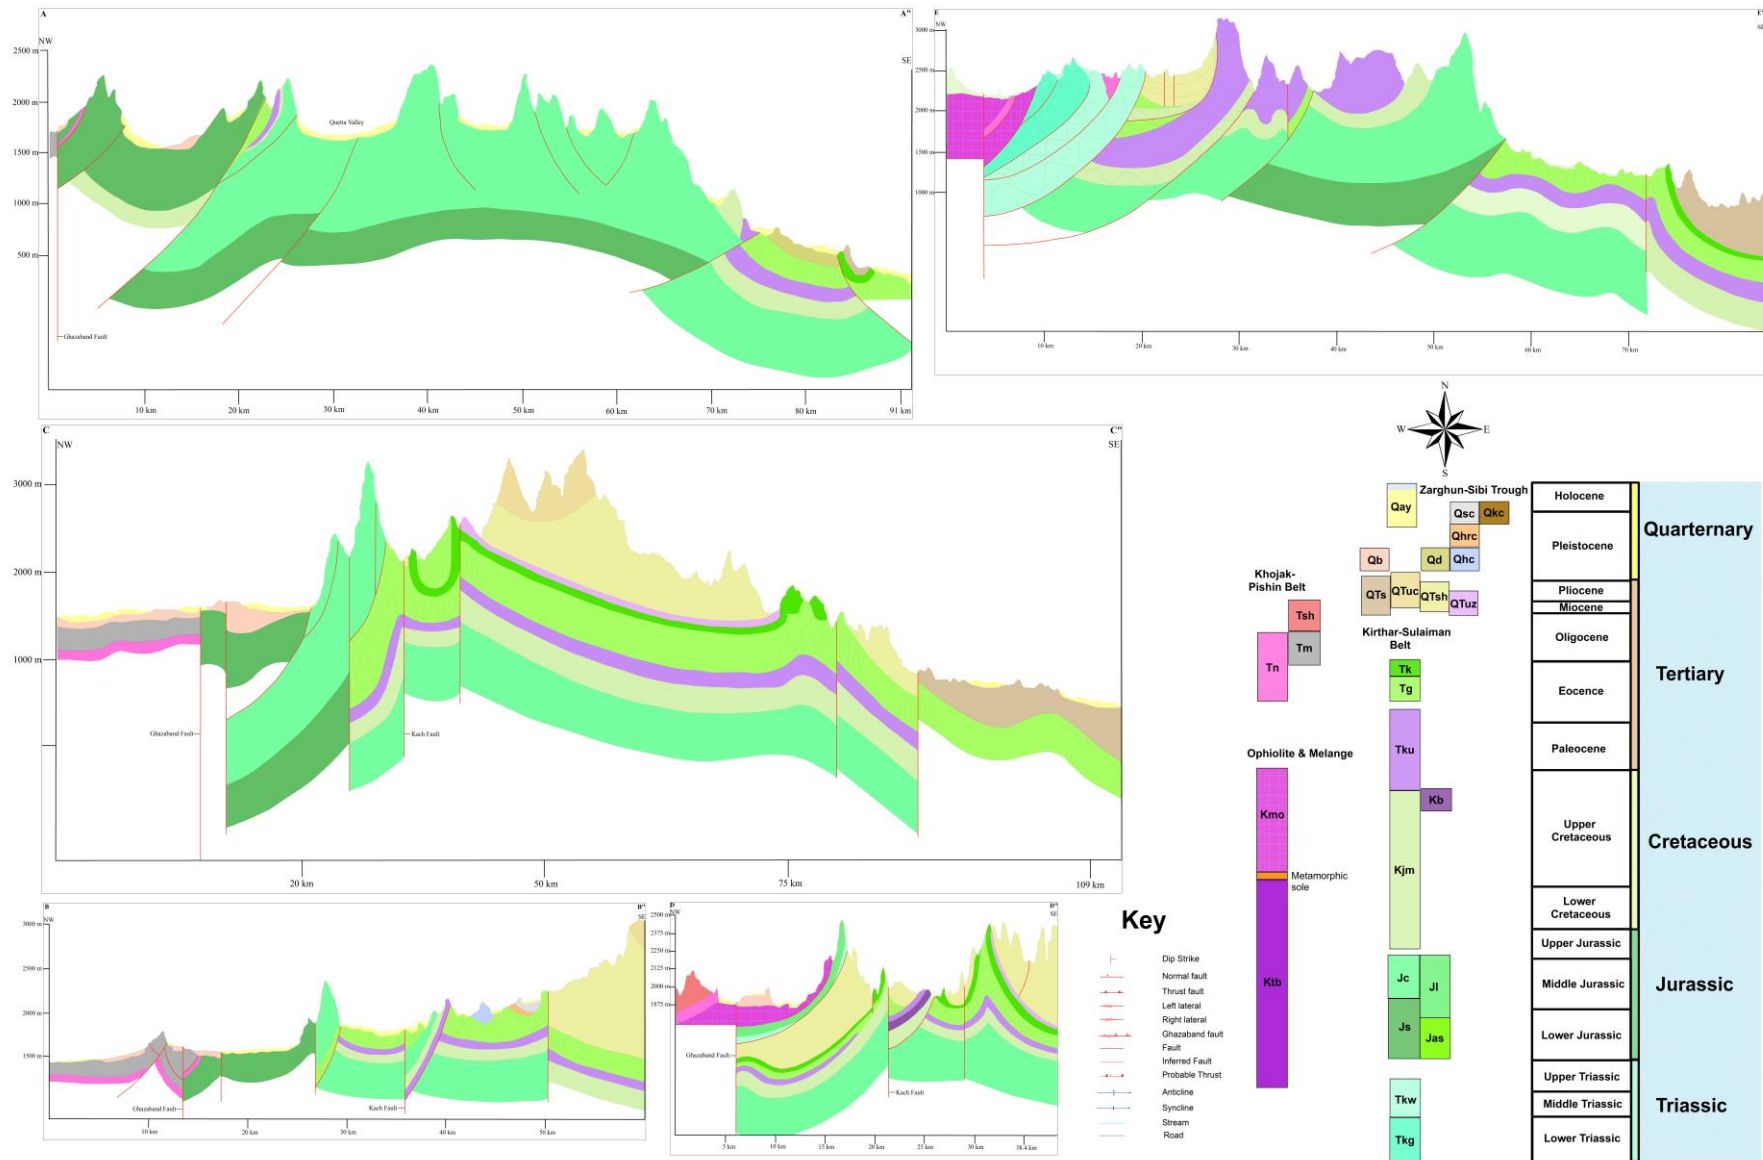 A
A"
NW
SE
2500 m
2000 m
1500 m
1000 m
500 m
Quetta Valley
Ghazaband Fault
10 km
20 km
30 km
40 km
50 km
60 km
70 km
80 km
91 km
E
NW
3000 m
2500 m
2000 m
1500 m
1000 m
10 km
20 km
30 km
40 km
50 km
60 km
70 km
C
C"
NW
SE
3000 m
2000 m
1000 m
Ghazaband Fault
Kach Fault
20 km
50 km
75 km
109 km
B
B"
NW
SE
3000 m
2500 m
2000 m
1500 m
Ghazaband Fault
Kach Fault
10 km
20 km
30 km
40 km
50 km
D
D"
NW
SE
2500 m
2375 m
2250 m
2125 m
2000 m
1875 m
Ghazaband Fault
Kach Fault
5 km
10 km
15 km
20 km
25 km
30 km
38.4 km
N
W
E
S
Zarghun-Sibi Trough
Qay
Qsc
Qkc
Qhrc
Qb
Qd
Qhc
QTs
QTuc
QTsh
QTuz
Khojak-
Pishin Belt
Tsh
Tn
Tm
Kirthar-Sulaiman
Belt
Tk
Tg
Tku
Kb
Kjm
Jc
Jl
Js
Jas
Tkw
Tkg
Ophiolite & Melange
Kmo
Metamorphic
sole
Ktb
Holocene
Pleistocene
Pliocene
Miocene
Oligocene
Eocence
Paleocene
Upper
Cretaceous
Lower
Cretaceous
Upper Jurassic
Middle Jurassic
Lower Jurassic
Upper Triassic
Middle Triassic
Lower Triassic
Quarternary
Tertiary
Cretaceous
Jurassic
Triassic
Key
Dip Strike
Normal fault
Thrust fault
Left lateral
Right lateral
Ghazaband fault
Fault
Inferred Fault
Probable Thrust
Anticline
Syncline
Stream
Road